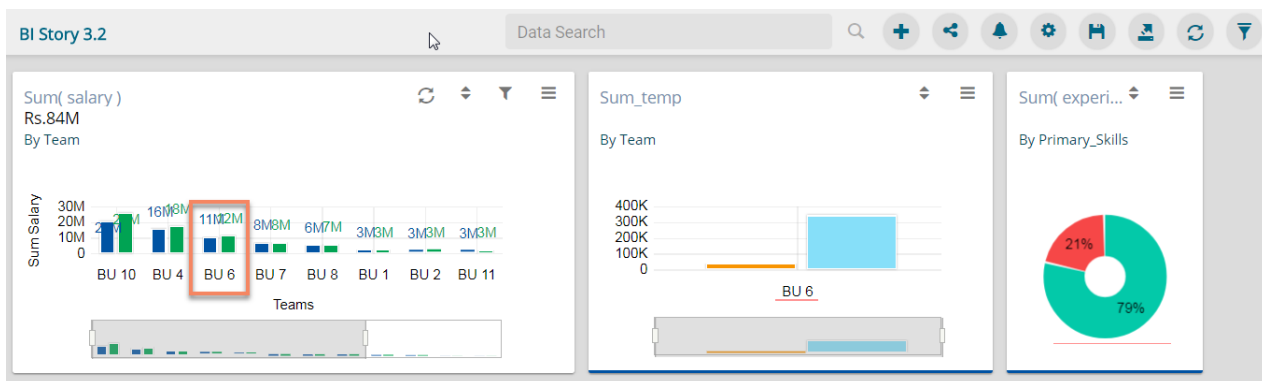 BI Story 3.2
Data Search
Sum( salary )
Rs.84M
By Team
Sum Salary
30M
20M
10M
0
16M 18M
11M 12M
8M 8M
6M 7M
3M 3M
3M 3M
3M 3M
BU 10 BU 4 BU 6 BU 7 BU 8 BU 1 BU 2 BU 11
Teams
Sum_temp
By Team
400K
300K
200K
100K
0
BU 6
Sum( experi...
By Primary_Skills
21%
79%